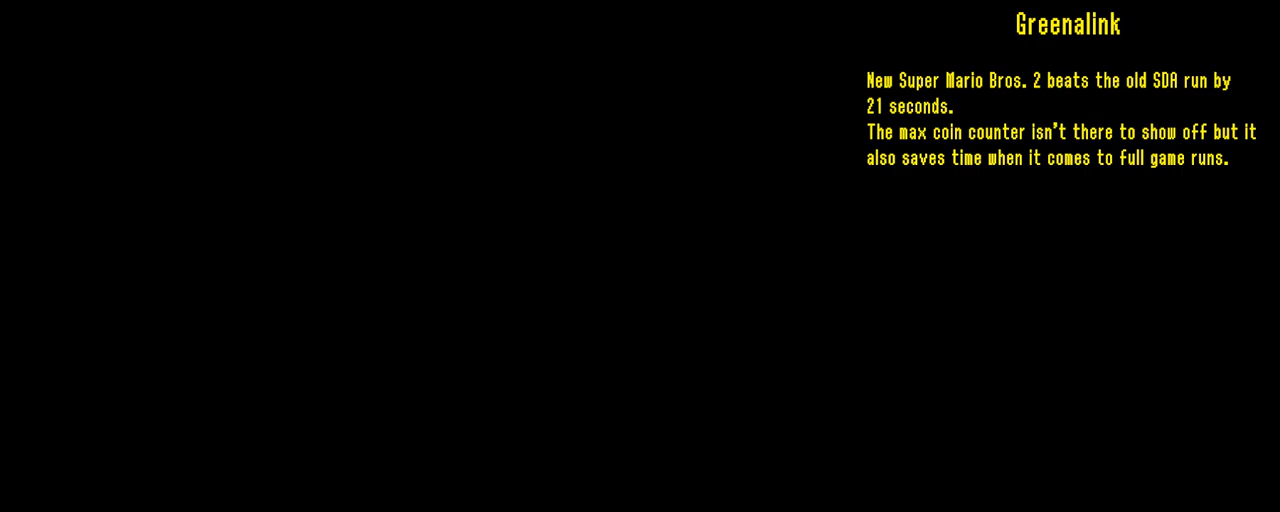 Greenalink
New Super Mario Bros. 2 beats the old SDA run by
21 seconds.
The max coin counter isn't there to show off but it
also saves time when it comes to full game runs.